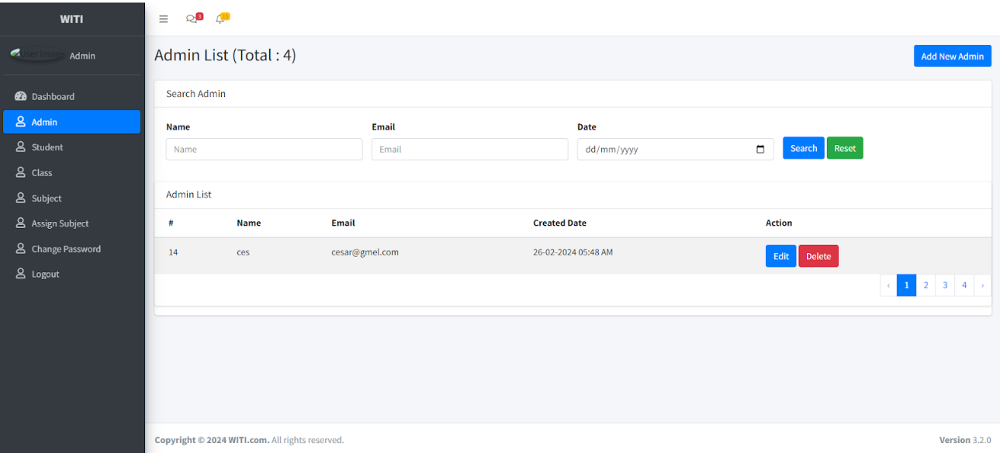 WITI
3
15
User Image
Admin
Admin List (Total : 4)
Add New Admin
Dashboard
Admin
Student
Class
Subject
Assign Subject
Change Password
Logout
Search Admin
Name
Email
Date
Name
Email
dd/mm/yyyy
Search
Reset
Admin List
# Name Email Created Date Action
14 ces cesar@gmel.com 26-02-2024 05:48 AM Edit Delete
‹ 1 2 3 4 ›
Copyright © 2024 WITI.com. All rights reserved.
Version 3.2.0